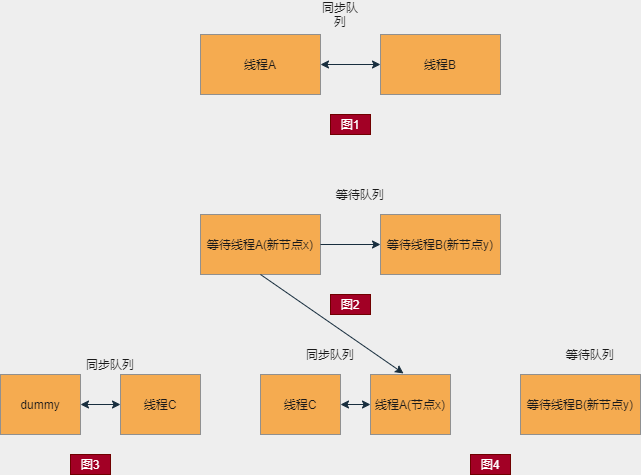 同步队
列
线程A
线程B
图1
等待队列
等待线程A(新节点x)
等待线程B(新节点y)
图2
同步队列
同步队列
等待队列
dummy
线程C
线程C
线程A(节点x)
等待线程B(新节点y)
图3
图4